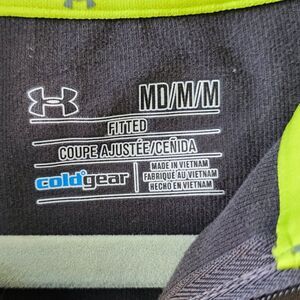 MD/M/M
FITTED
COUPE AJUSTÉE/CEÑIDA
coldgear
MADE IN VIETNAM
FABRIQUÉ AU VIETNAM
HECHO EN VIETNAM